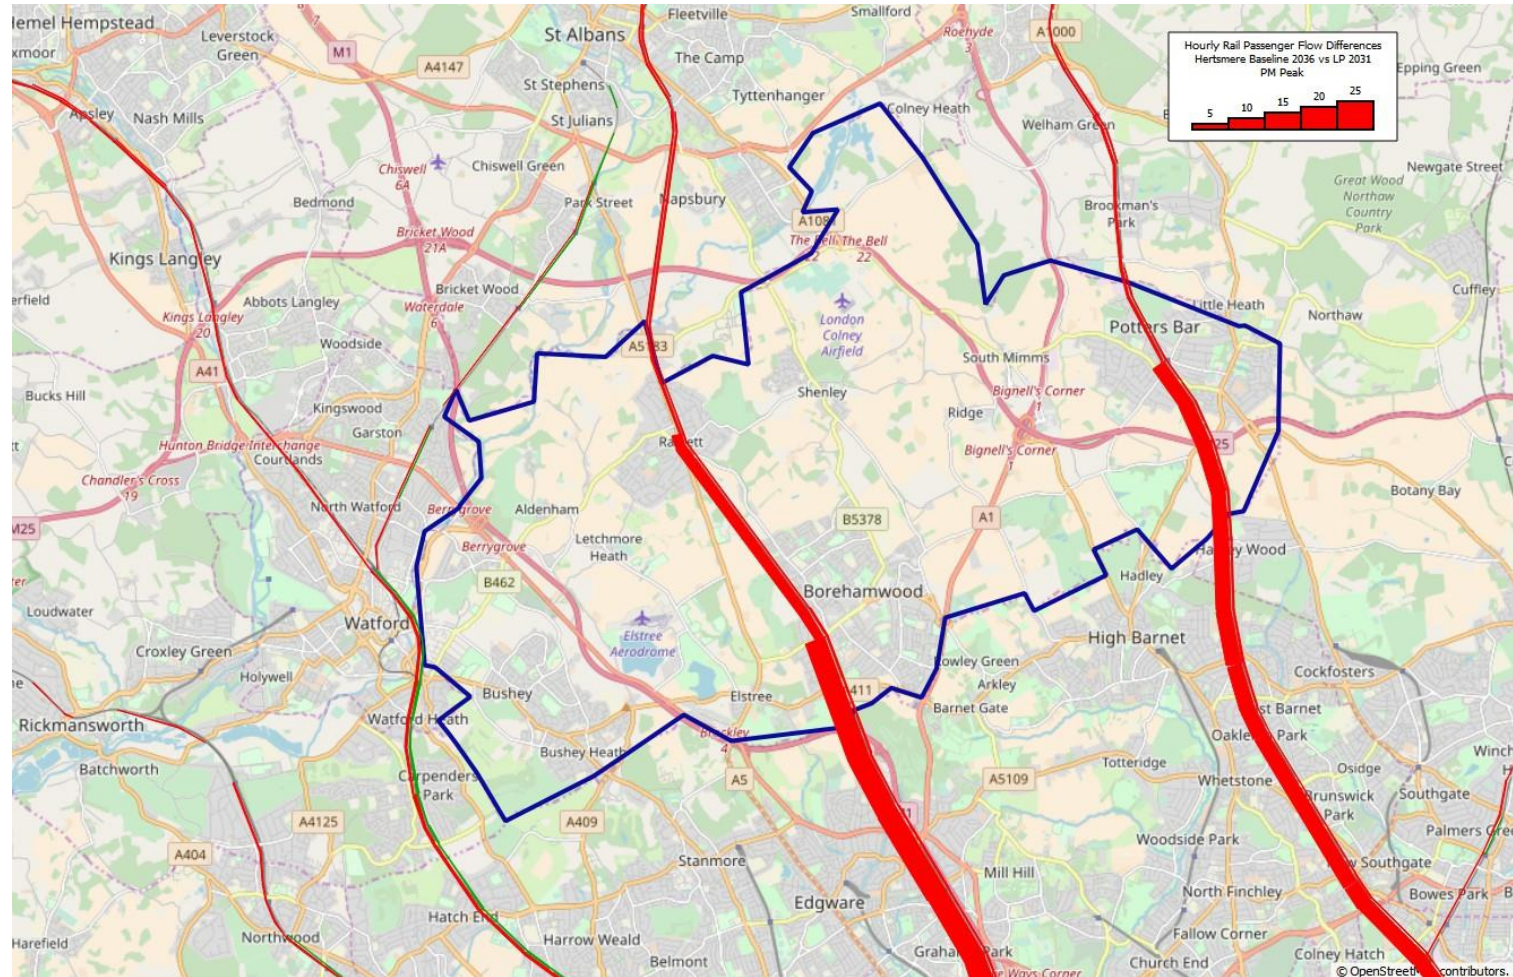 Hourly Rail Passenger Flow Differences
Hertsmere Baseline 2036 vs LP 2031
PM Peak
5
10
15
20
25
Hemel Hempstead
Leverstock
Green
M1
A4147
St Albans
Fleetville
The Camp
Smallford
Roehyde
3
A1000
Epping Green
Apsley
Nash Mills
St Stephens
St Julians
Tyttenhanger
Colney Heath
Welham Green
Newgate Street
Chiswell
6A
Chiswell Green
Great Wood
Northaw
Country
Park
Bedmond
Park Street
Napsbury
A1081
Brookman's
Park
Bricket Wood
21A
The Bell
22
The Bell
22
Kings Langley
Abbots Langley
Bricket Wood
Cuffley
Kings Langley
20
Waterdale
6
London
Colney
Airfield
Little Heath
Northaw
Potters Bar
Woodside
A5183
South Mimms
A41
Shenley
Bucks Hill
Kingswood
Ridge
Bignell's Corner
1
Garston
Hunton Bridge Interchange
Courtlands
Radlett
Bignell's Corner
1
Chandler's Cross
19
North Watford
Berrygrove
Aldenham
B5378
A1
Botany Bay
M25
Berrygrove
Letchmore
Heath
Hadley Wood
B462
Hadley
Borehamwood
Loudwater
Watford
Elstree
Aerodrome
High Barnet
Croxley Green
Rowley Green
Cockfosters
Holywell
Bushey
Elstree
Arkley
Rickmansworth
Watford Heath
Barnet Gate
Bushey Heath
Brockley
4
Batchworth
Carpenders
Park
A5
A5109
Totteridge
Whetstone
Osidge
Southgate
A4125
A409
Brunswick
Park
A404
Stanmore
Woodside Park
Mill Hill
Edgware
North Finchley
Bowes Park
Hatch End
Harrow Weald
Fallow Corner
Harefield
Northwood
Belmont
Church End
Colney Hatch